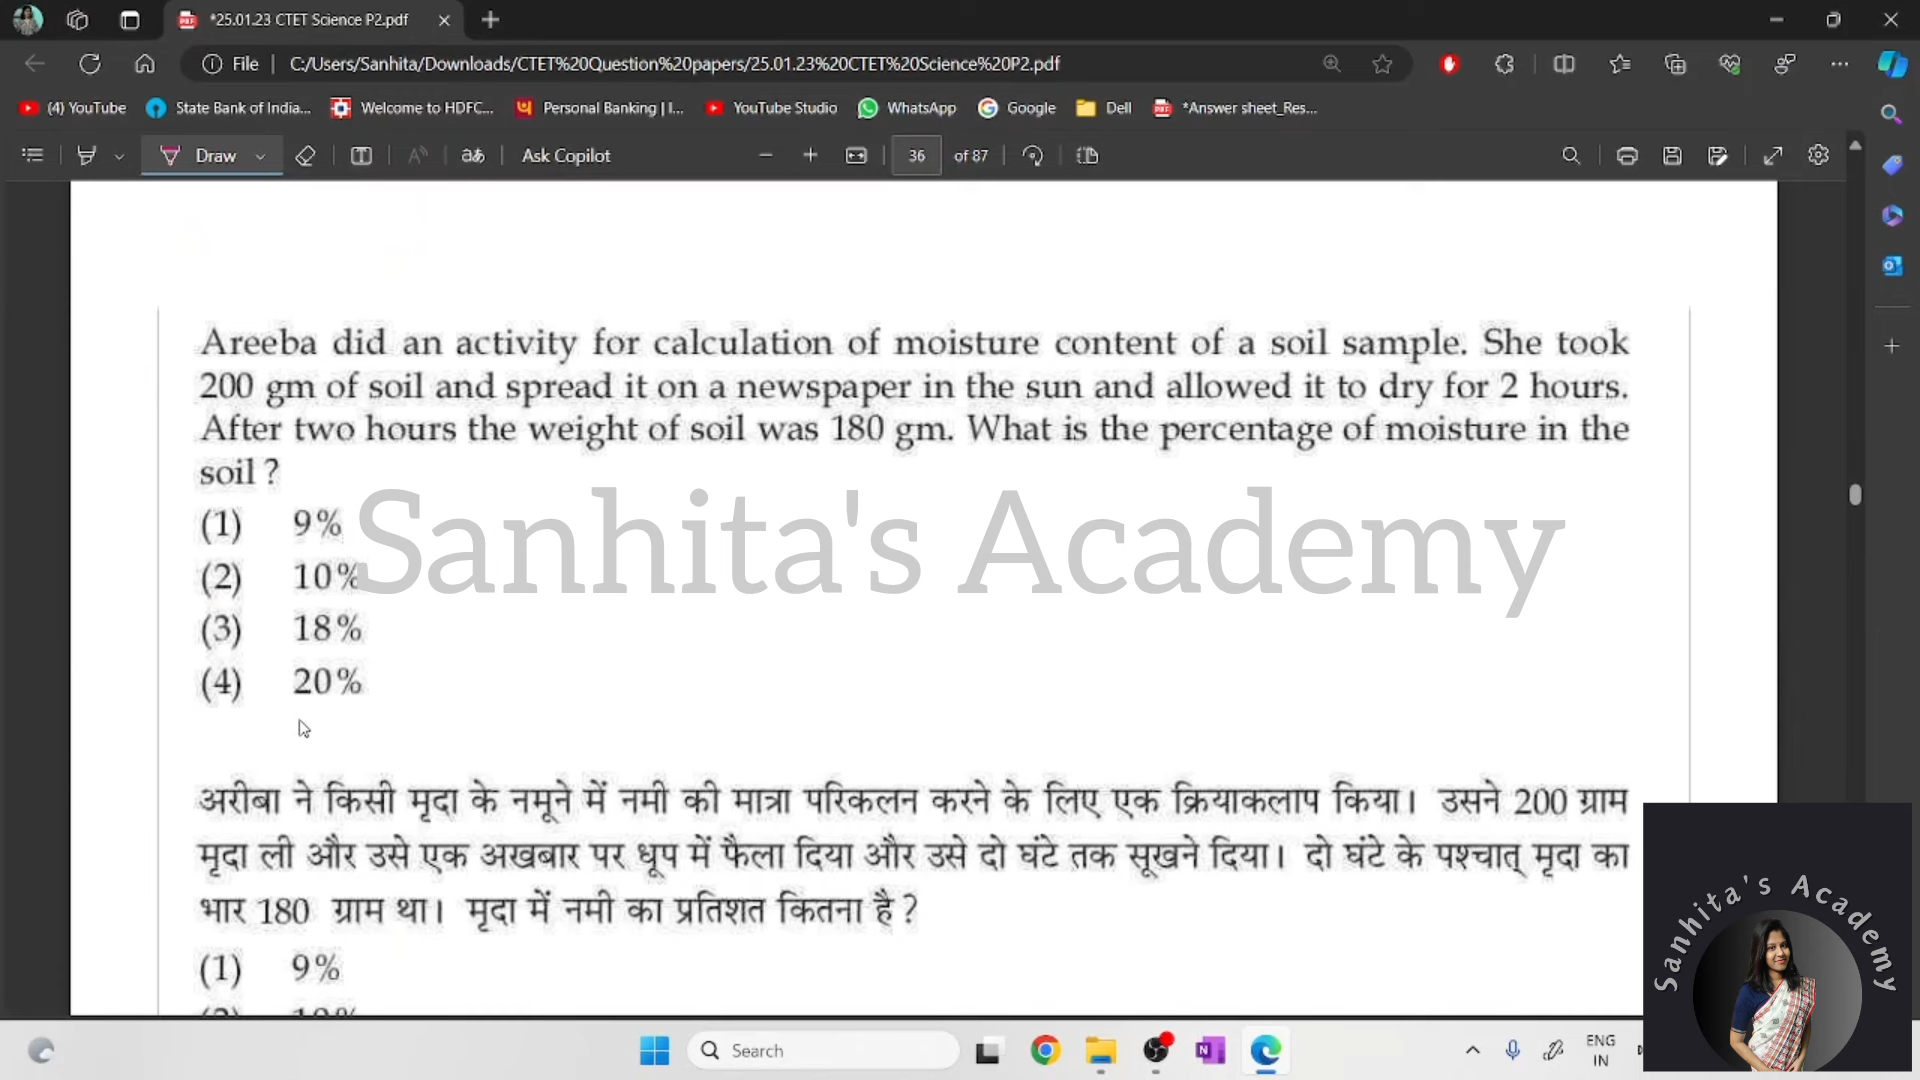 *25.01.23 CTET Science P2.pdf
File
C:/Users/Sanhita/Downloads/CTET%20Question%20papers/25.01.23%20CTET%20Science%20P2.pdf
(4) YouTube State Bank of India... Welcome to HDFC... Personal Banking | I... YouTube Studio WhatsApp Google Dell *Answer sheet_Res...
Draw aあ Ask Copilot 36 of 87
Areeba did an activity for calculation of moisture content of a soil sample. She took
200 gm of soil and spread it on a newspaper in the sun and allowed it to dry for 2 hours.
After two hours the weight of soil was 180 gm. What is the percentage of moisture in the
soil ?
(1) 9%
(2) 10%
(3) 18%
(4) 20%
Sanhita's Academy
अरीबा ने किसी मृदा के नमूने में नमी की मात्रा परिकलन करने के लिए एक क्रियाकलाप किया। उसने 200 ग्राम
मृदा ली और उसे एक अखबार पर धूप में फैला दिया और उसे दो घंटे तक सूखने दिया। दो घंटे के पश्चात् मृदा का
भार 180 ग्राम था। मृदा में नमी का प्रतिशत कितना है ?
(1) 9%
Sanhita's Academy
Search
ENG
IN